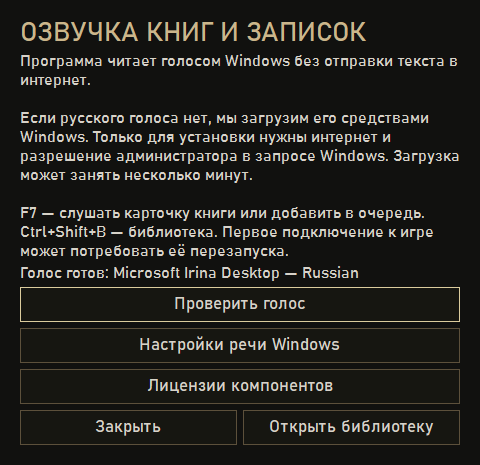 ОЗВУЧКА КНИГ И ЗАПИСОК
Программа читает голосом Windows без отправки текста в
интернет.
Если русского голоса нет, мы загрузим его средствами
Windows. Только для установки нужны интернет и
разрешение администратора в запросе Windows. Загрузка
может занять несколько минут.
F7 — слушать карточку книги или добавить в очередь.
Ctrl+Shift+B — библиотека. Первое подключение к игре
может потребовать её перезапуска.
Голос готов: Microsoft Irina Desktop — Russian
Проверить голос
Настройки речи Windows
Лицензии компонентов
Закрыть
Открыть библиотеку